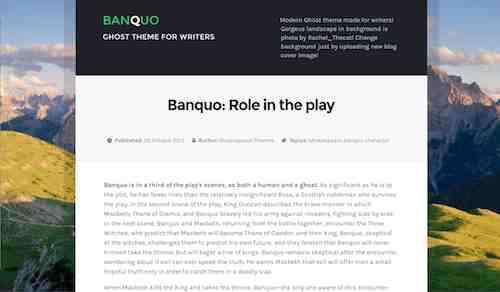 BANQUO
GHOST THEME FOR WRITERS
Modern Ghost theme made for writers!
Gorgeus landscape in background is
photo by Rachel_Thecat! Change
background just by uploading new blog
cover image!
Banquo: Role in the play
Published: 25 October 2013 Author: Shakespeare Themes Topics: shakespeare, banquo, character
Banquo is in a third of the play's scenes, as both a human and a ghost. As significant as he is to
the plot, he has fewer lines than the relatively insignificant Ross, a Scottish nobleman who survives
the play. In the second scene of the play, King Duncan describes the brave manner in which
Macbeth, Thane of Glamis, and Banquo bravely led his army against invaders, fighting side by side.
In the next scene, Banquo and Macbeth, returning from the battle together, encounter the Three
Witches, who predict that Macbeth will become Thane of Cawdor, and then king. Banquo, skeptical
of the witches, challenges them to predict his own future, and they foretell that Banquo will never
himself take the throne, but will beget a line of kings. Banquo remains skeptical after the encounter,
wondering aloud if evil can ever speak the truth. He warns Macbeth that evil will offer men a small
hopeful truth only in order to catch them in a deadly trap.
When Macbeth kills the king and takes the throne, Banquo—the only one aware of this encounter